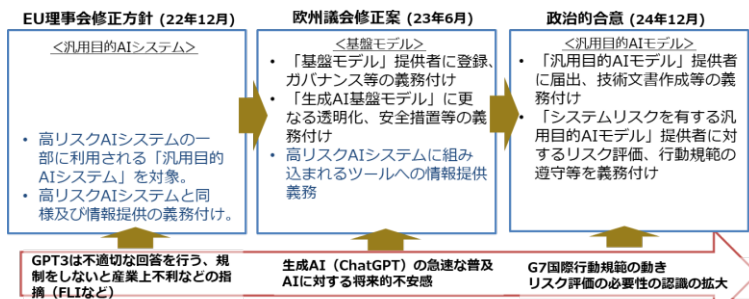 EU理事会修正方針（22年12月）
<汎用目的AIシステム>
• 高リスクAIシステムの一
部に利用される「汎用目的
AIシステム」を対象。
• 高リスクAIシステムと同
様及び情報提供の義務付け。
欧州議会修正案（23年6月）
<基盤モデル>
• 「基盤モデル」提供者に登録、
ガバナンス等の義務付け
• 「生成AI基盤モデル」に更
なる透明化、安全措置等の義
務付け
• 高リスクAIシステムに組み
込まれるツールへの情報提供
義務
政治的合意（24年12月）
<汎用目的AIモデル>
• 「汎用目的AIモデル」提供者
に届出、技術文書作成等の義
務付け
• 「システムリスクを有する汎
用目的AIモデル」提供者に対
するリスク評価、行動規範の
遵守等を義務付け
GPT3は不適切な回答を行う、規
制をしないと産業上不利などの指
摘（FLIなど）
生成AI（ChatGPT）の急速な普及
AIに対する将来的不安感
G7国際行動規範の動き
リスク評価の必要性の認識の拡大